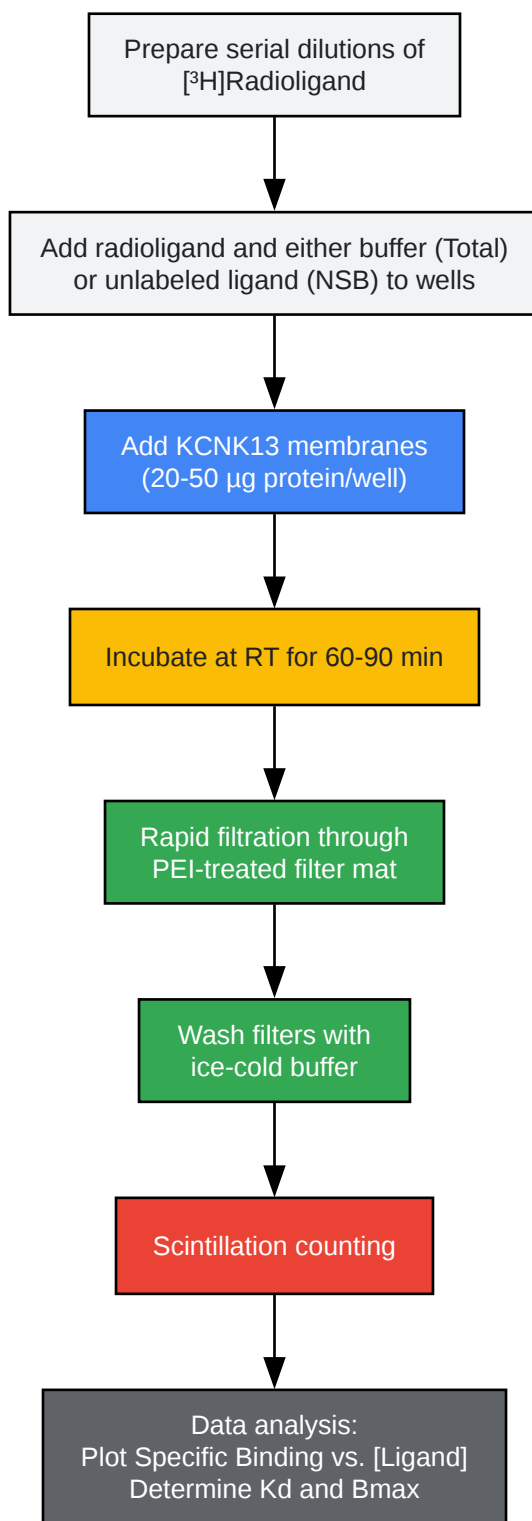 Prepare serial dilutions of
[³H]Radioligand
Add radioligand and either buffer (Total)
or unlabeled ligand (NSB) to wells
Add KCNK13 membranes
(20-50 µg protein/well)
Incubate at RT for 60-90 min
Rapid filtration through
PEI-treated filter mat
Wash filters with
ice-cold buffer
Scintillation counting
Data analysis:
Plot Specific Binding vs. [Ligand]
Determine Kd and Bmax